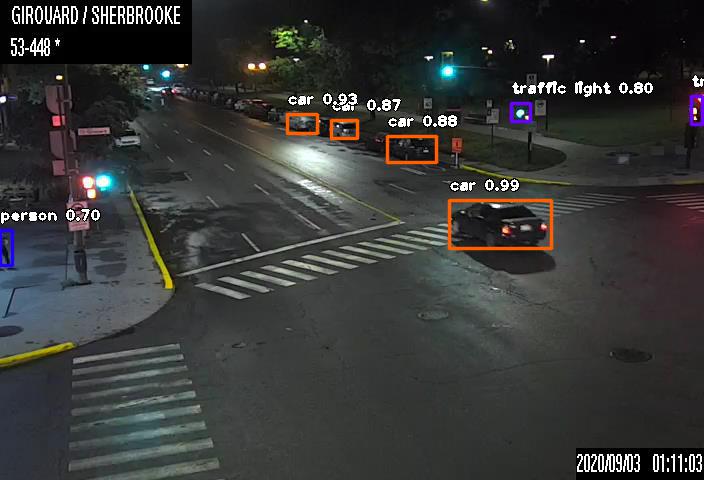 GIROUARD / SHERBROOKE
53-448 *
car 0.93
0.87
car 0.88
traffic light 0.80
tr
car 0.99
person 0.70
2020/09/03 01:11:03